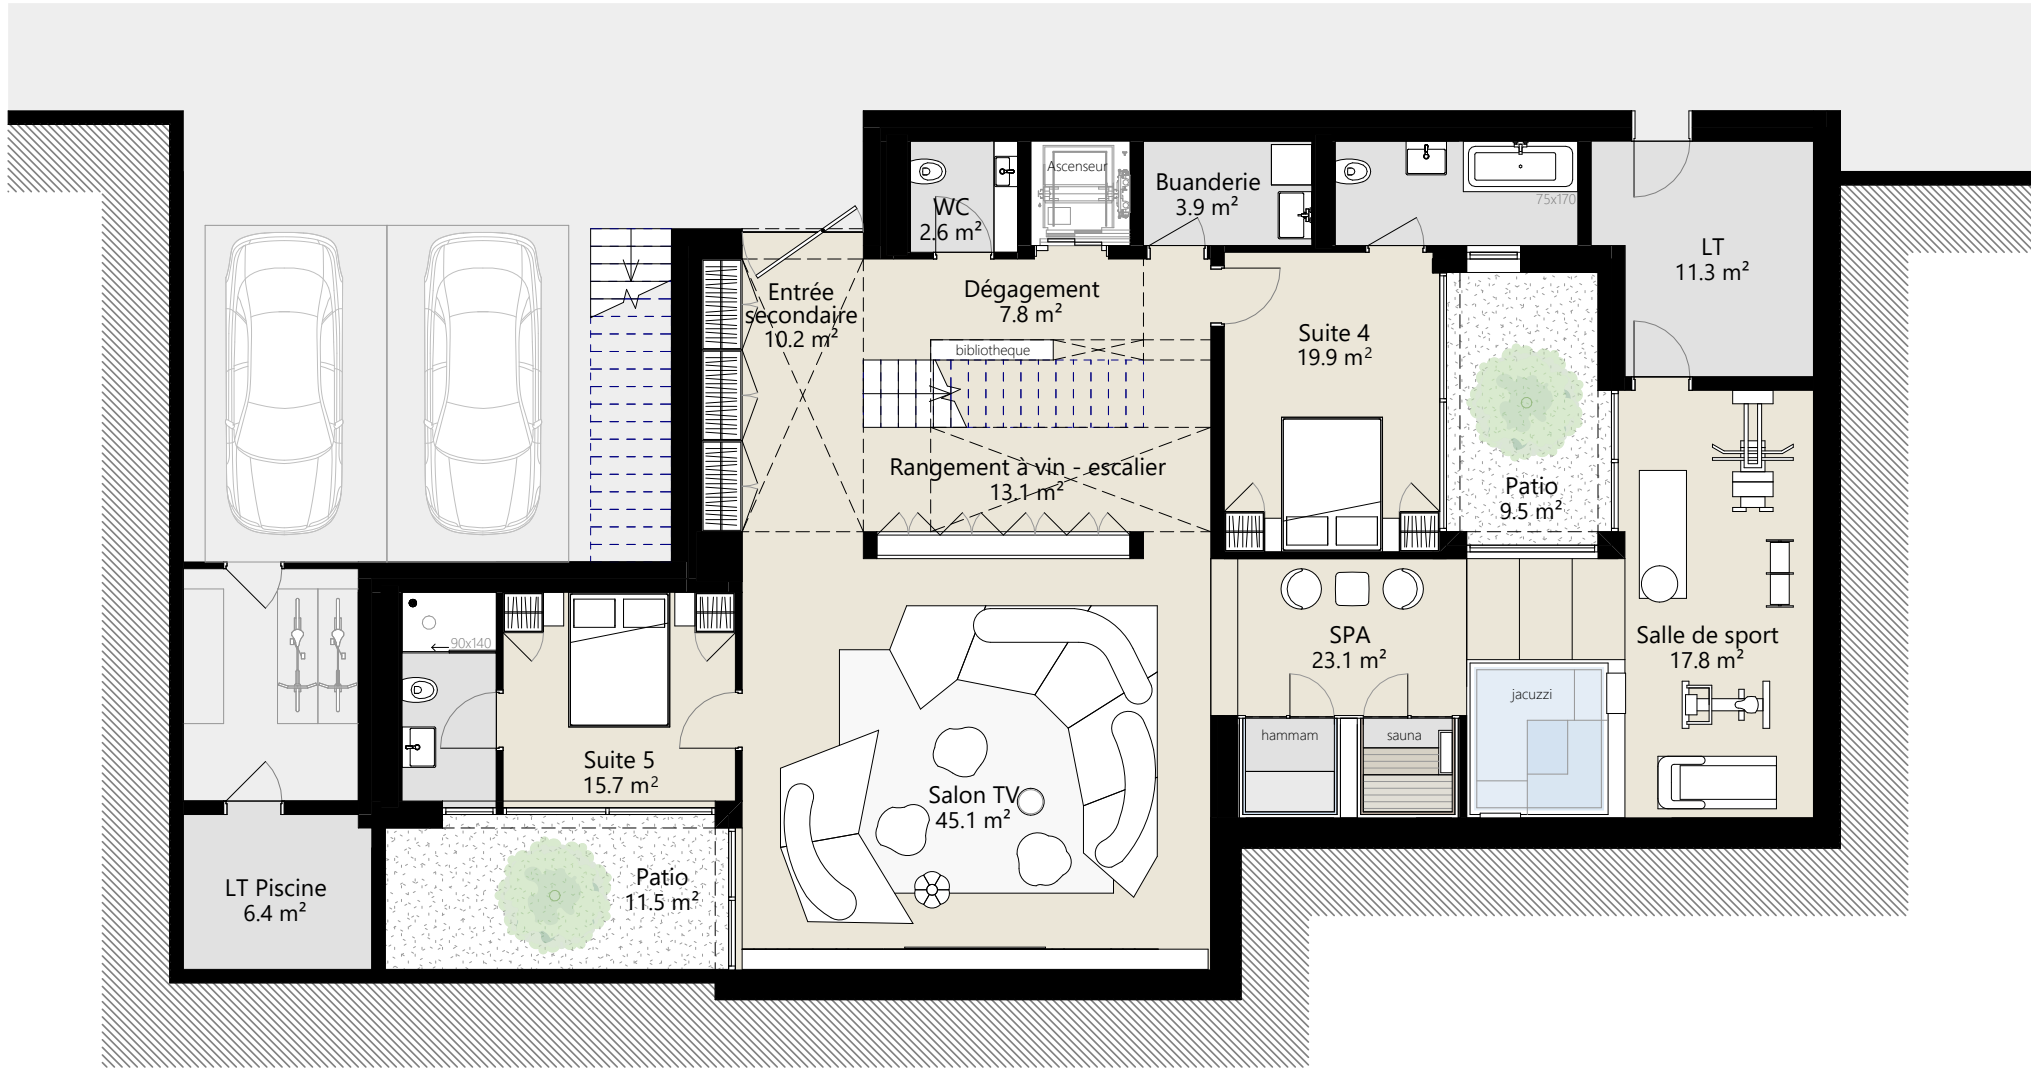 Ascenseur
WC
2.6 m²
Buanderie
3.9 m²
75x170
LT
11.3 m²
Entrée
secondaire
10.2 m²
Dégagement
7.8 m²
bibliotheque
Suite 4
19.9 m²
Rangement à vin - escalier
13.1 m²
Patio
9.5 m²
90x140
SPA
23.1 m²
Salle de sport
17.8 m²
jacuzzi
hammam
sauna
Suite 5
15.7 m²
Salon TV
45.1 m²
LT Piscine
6.4 m²
Patio
11.5 m²